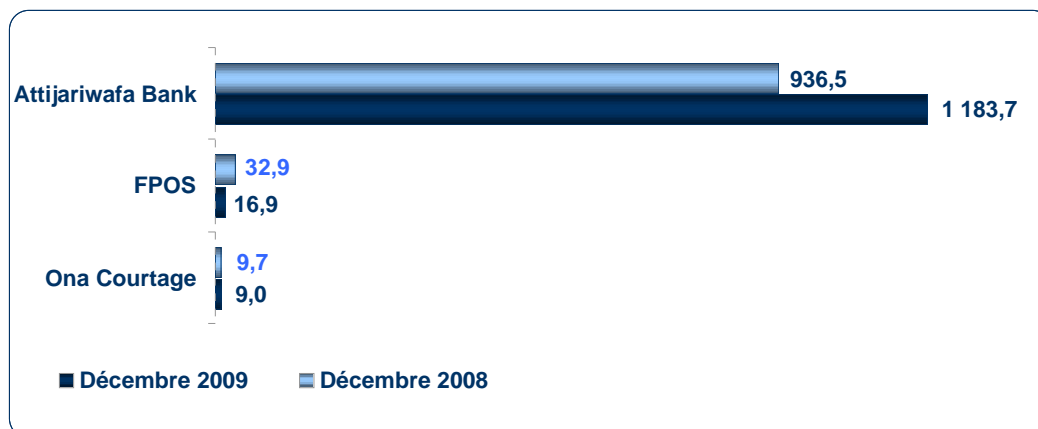 936,5
Attijariwafa Bank
1 183,7
32,9
FPOS
16,9
9,7
Ona Courtage
9,0
Décembre 2009 Décembre 2008